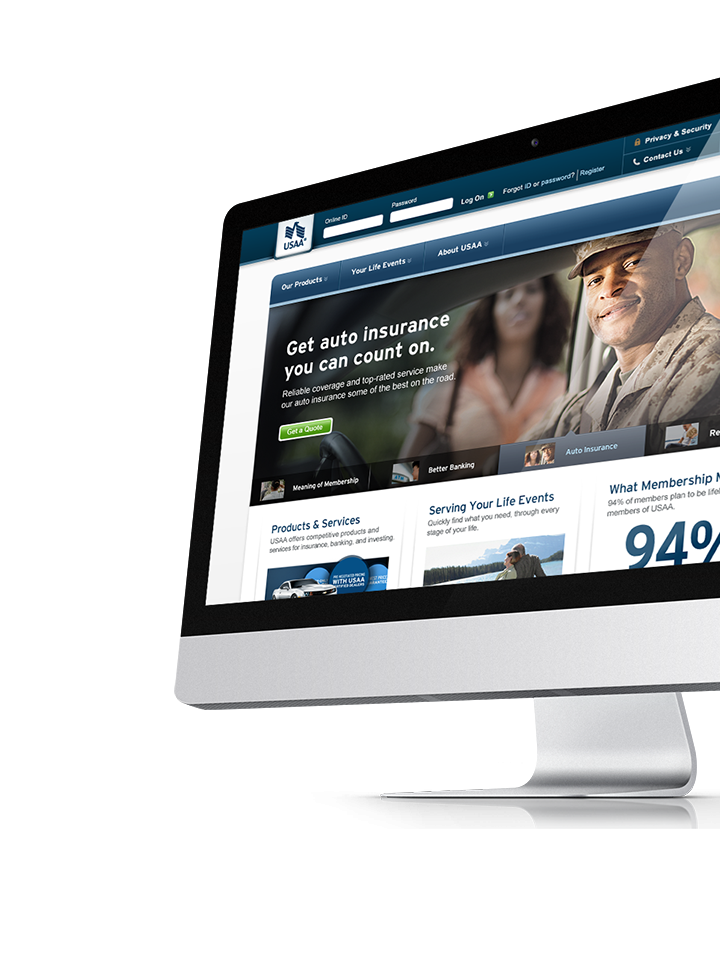 Privacy & Security
Contact Us
Online ID
Password
Log On
Forgot ID or password?
Register
USAA®
Our Products
Your Life Events
About USAA
Get auto insurance
you can count on.
Reliable coverage and top-rated service make
our auto insurance some of the best on the road.
Get a Quote
Meaning of Membership
Better Banking
Auto Insurance
Re
Products & Services
USAA offers competitive products and
services for insurance, banking, and investing.
Serving Your Life Events
Quickly find what you need, through every
stage of your life.
What Membership M
94% of members plan to be lifel
members of USAA.
94%
WITH USAA